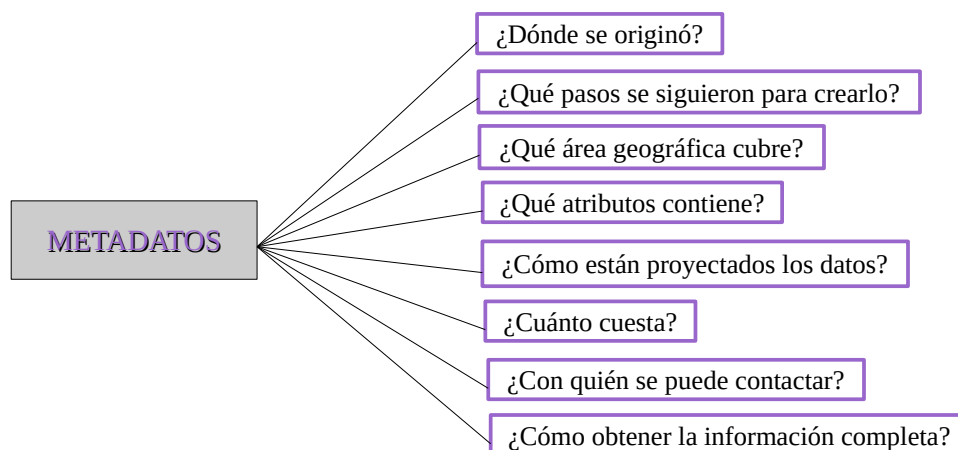 ¿Dónde se originó?
¿Qué pasos se siguieron para crearlo?
¿Qué área geográfica cubre?
¿Qué atributos contiene?
METADATOS
¿Cómo están proyectados los datos?
¿Cuánto cuesta?
¿Con quién se puede contactar?
¿Cómo obtener la información completa?